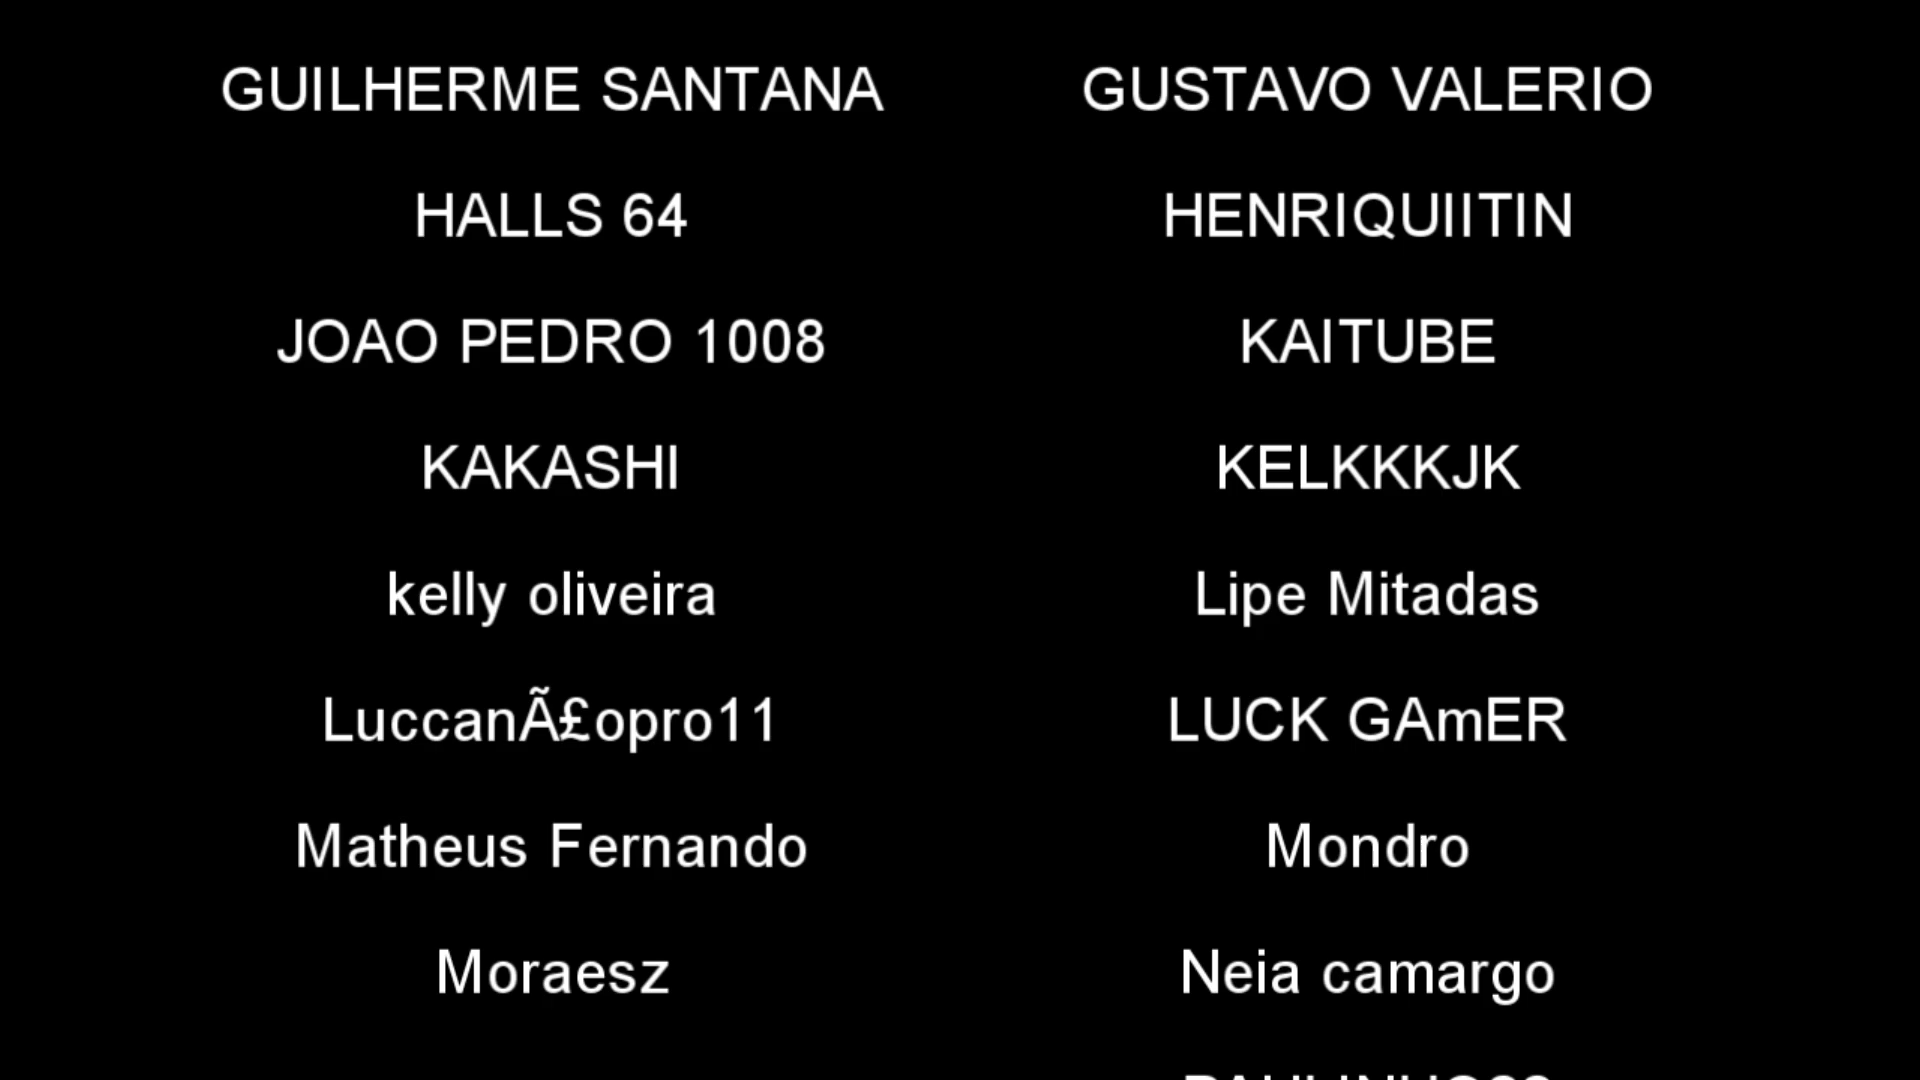 GUILHERME SANTANA GUSTAVO VALERIO
HALLS 64 HENRIQUIITIN
JOAO PEDRO 1008 KAITUBE
KAKASHI KELKKKJK
kelly oliveira Lipe Mitadas
LuccanÃ£opro11 LUCK GAmER
Matheus Fernando Mondro
Moraesz Neia camargo